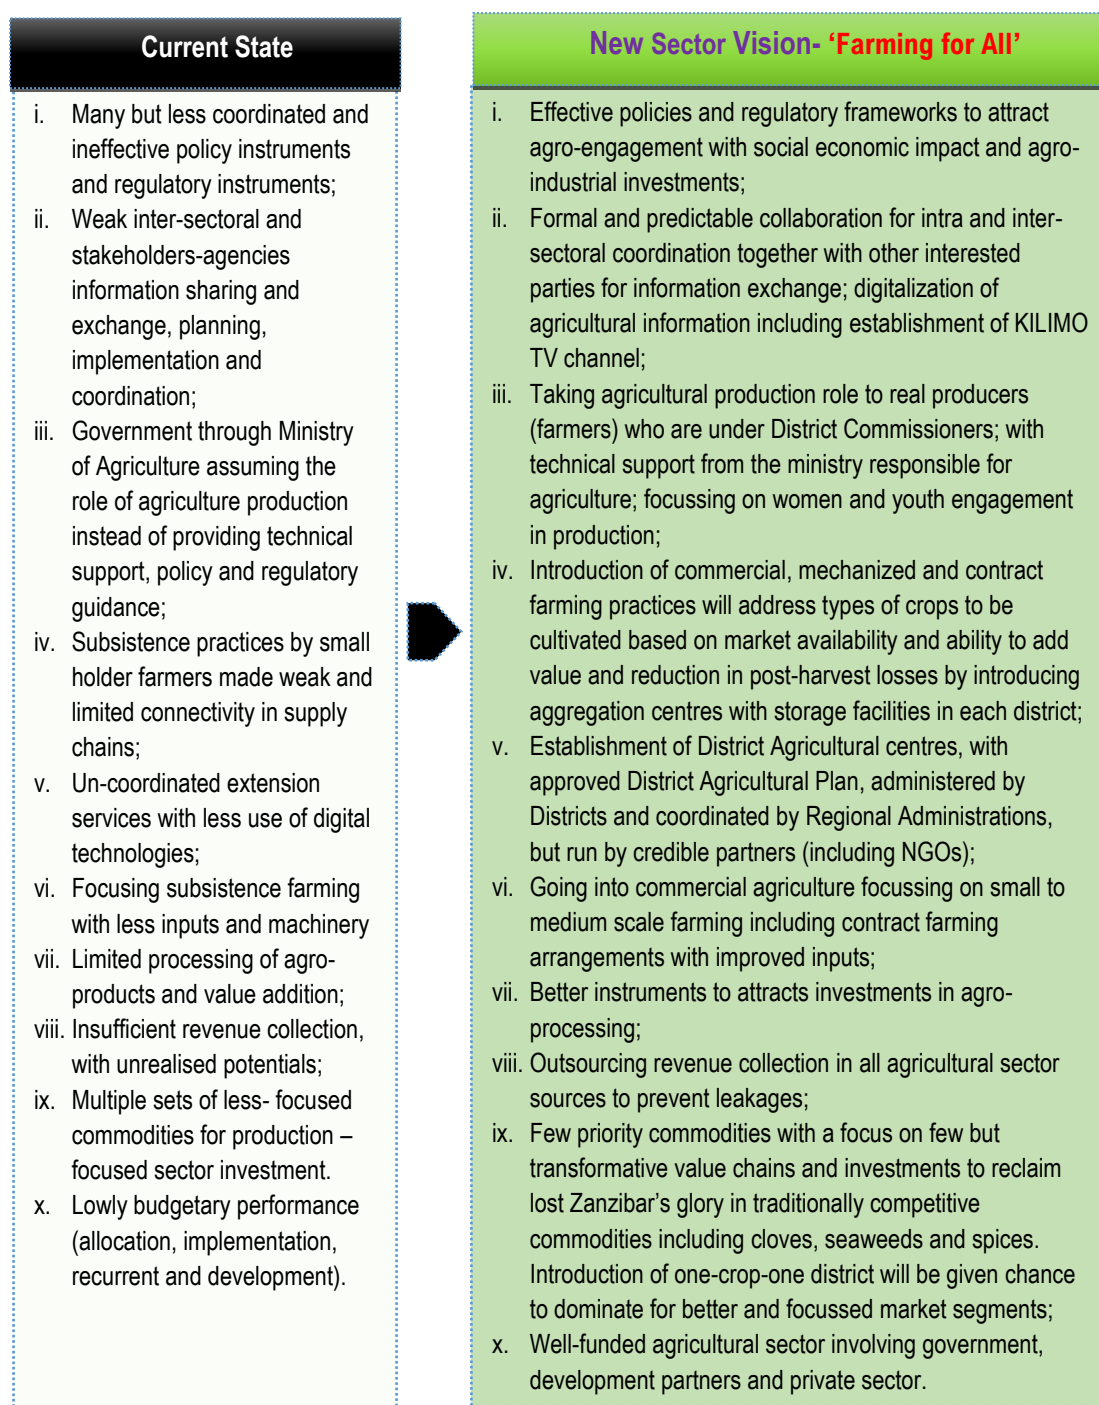 Current State
i. Many but less coordinated and
ineffective policy instruments
and regulatory instruments;
ii. Weak inter-sectoral and
stakeholders-agencies
information sharing and
exchange, planning,
implementation and
coordination;
iii. Government through Ministry
of Agriculture assuming the
role of agriculture production
instead of providing technical
support, policy and regulatory
guidance;
iv. Subsistence practices by small
holder farmers made weak and
limited connectivity in supply
chains;
v. Un-coordinated extension
services with less use of digital
technologies;
vi. Focusing subsistence farming
with less inputs and machinery
vii. Limited processing of agro-
products and value addition;
viii. Insufficient revenue collection,
with unrealised potentials;
ix. Multiple sets of less- focused
commodities for production –
focused sector investment.
x. Lowly budgetary performance
(allocation, implementation,
recurrent and development).
New Sector Vision- ‘Farming for All’
i. Effective policies and regulatory frameworks to attract
agro-engagement with social economic impact and agro-
industrial investments;
ii. Formal and predictable collaboration for intra and inter-
sectoral coordination together with other interested
parties for information exchange; digitalization of
agricultural information including establishment of KILIMO
TV channel;
iii. Taking agricultural production role to real producers
(farmers) who are under District Commissioners; with
technical support from the ministry responsible for
agriculture; focussing on women and youth engagement
in production;
iv. Introduction of commercial, mechanized and contract
farming practices will address types of crops to be
cultivated based on market availability and ability to add
value and reduction in post-harvest losses by introducing
aggregation centres with storage facilities in each district;
v. Establishment of District Agricultural centres, with
approved District Agricultural Plan, administered by
Districts and coordinated by Regional Administrations,
but run by credible partners (including NGOs);
vi. Going into commercial agriculture focussing on small to
medium scale farming including contract farming
arrangements with improved inputs;
vii. Better instruments to attracts investments in agro-
processing;
viii. Outsourcing revenue collection in all agricultural sector
sources to prevent leakages;
ix. Few priority commodities with a focus on few but
transformative value chains and investments to reclaim
lost Zanzibar’s glory in traditionally competitive
commodities including cloves, seaweeds and spices.
Introduction of one-crop-one district will be given chance
to dominate for better and focussed market segments;
x. Well-funded agricultural sector involving government,
development partners and private sector.